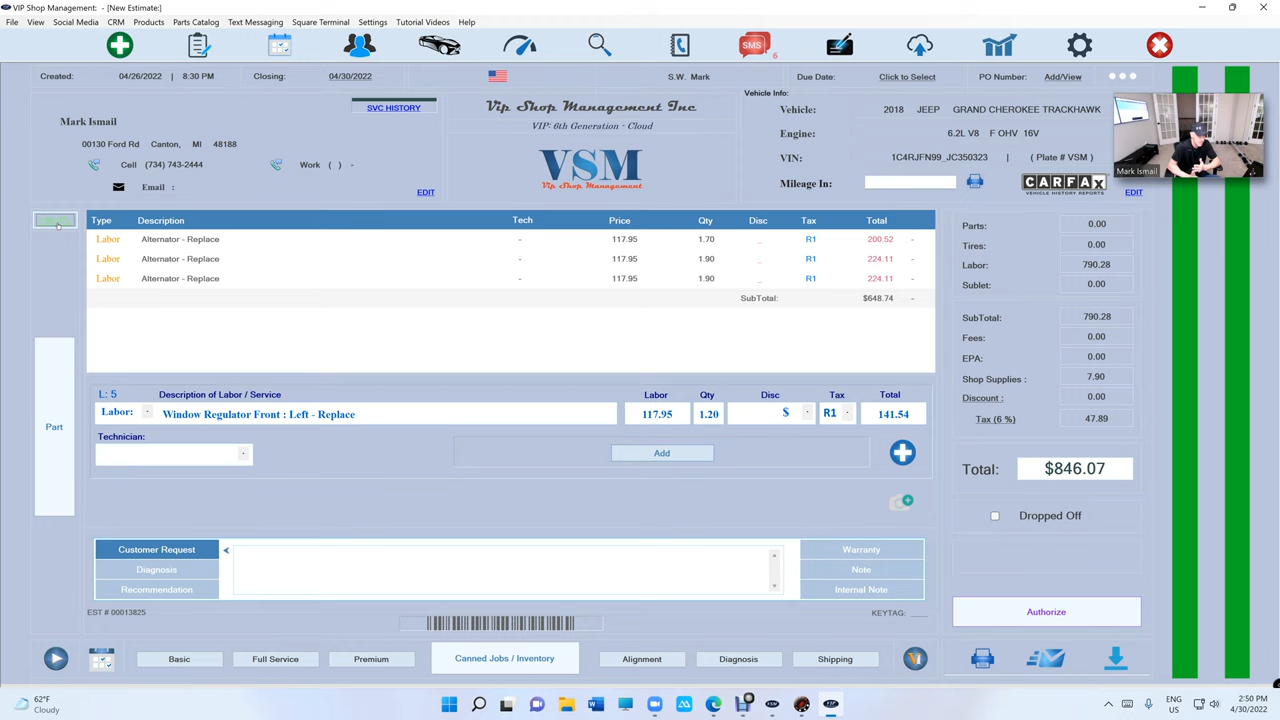 VIP Shop Management: - [New Estimate:]
File View Social Media CRM Products Parts Catalog Text Messaging Square Terminal Settings Tutorial Videos Help
SMS 6
Created: 04/26/2022 | 8:30 PM Closing: 04/30/2022 S.W. Mark Due Date: Click to Select PO Number: Add/View
SVC HISTORY
Mark Ismail
00130 Ford Rd Canton, MI 48188
Cell (734) 743-2444 Work ( ) -
Email :
EDIT
Vip Shop Management Inc
VIP: 6th Generation - Cloud
VSM
Vip Shop Management
Vehicle Info:
Vehicle: 2018 JEEP GRAND CHEROKEE TRACKHAWK
Engine: 6.2L V8 F OHV 16V
VIN: 1C4RJFN99_JC350323 | ( Plate # VSM )
Mileage In: CARFAX
VEHICLE HISTORY REPORTS
EDIT
Mark Ismail
Type Description Tech Price Qty Disc Tax Total
Labor Alternator - Replace - 117.95 1.70 _ R1 200.52 -
Labor Alternator - Replace - 117.95 1.90 _ R1 224.11 -
Labor Alternator - Replace - 117.95 1.90 _ R1 224.11 -
SubTotal: $648.74 -
Part
L: 5 Description of Labor / Service Labor Qty Disc Tax Total
Labor: Window Regulator Front : Left - Replace 117.95 1.20 $ R1 141.54
Technician:
Add
Customer Request
Diagnosis
Recommendation
Warranty
Note
Internal Note
EST # 00013825 KEYTAG: ____
Parts: 0.00
Tires: 0.00
Labor: 790.28
Sublet: 0.00
SubTotal: 790.28
Fees: 0.00
EPA: 0.00
Shop Supplies : 7.90
Discount : 0.00
Tax (6 %) 47.89
Total: $846.07
Dropped Off
Authorize
Basic Full Service Premium Canned Jobs / Inventory Alignment Diagnosis Shipping
62°F
Cloudy
ENG
US
2:50 PM
4/30/2022